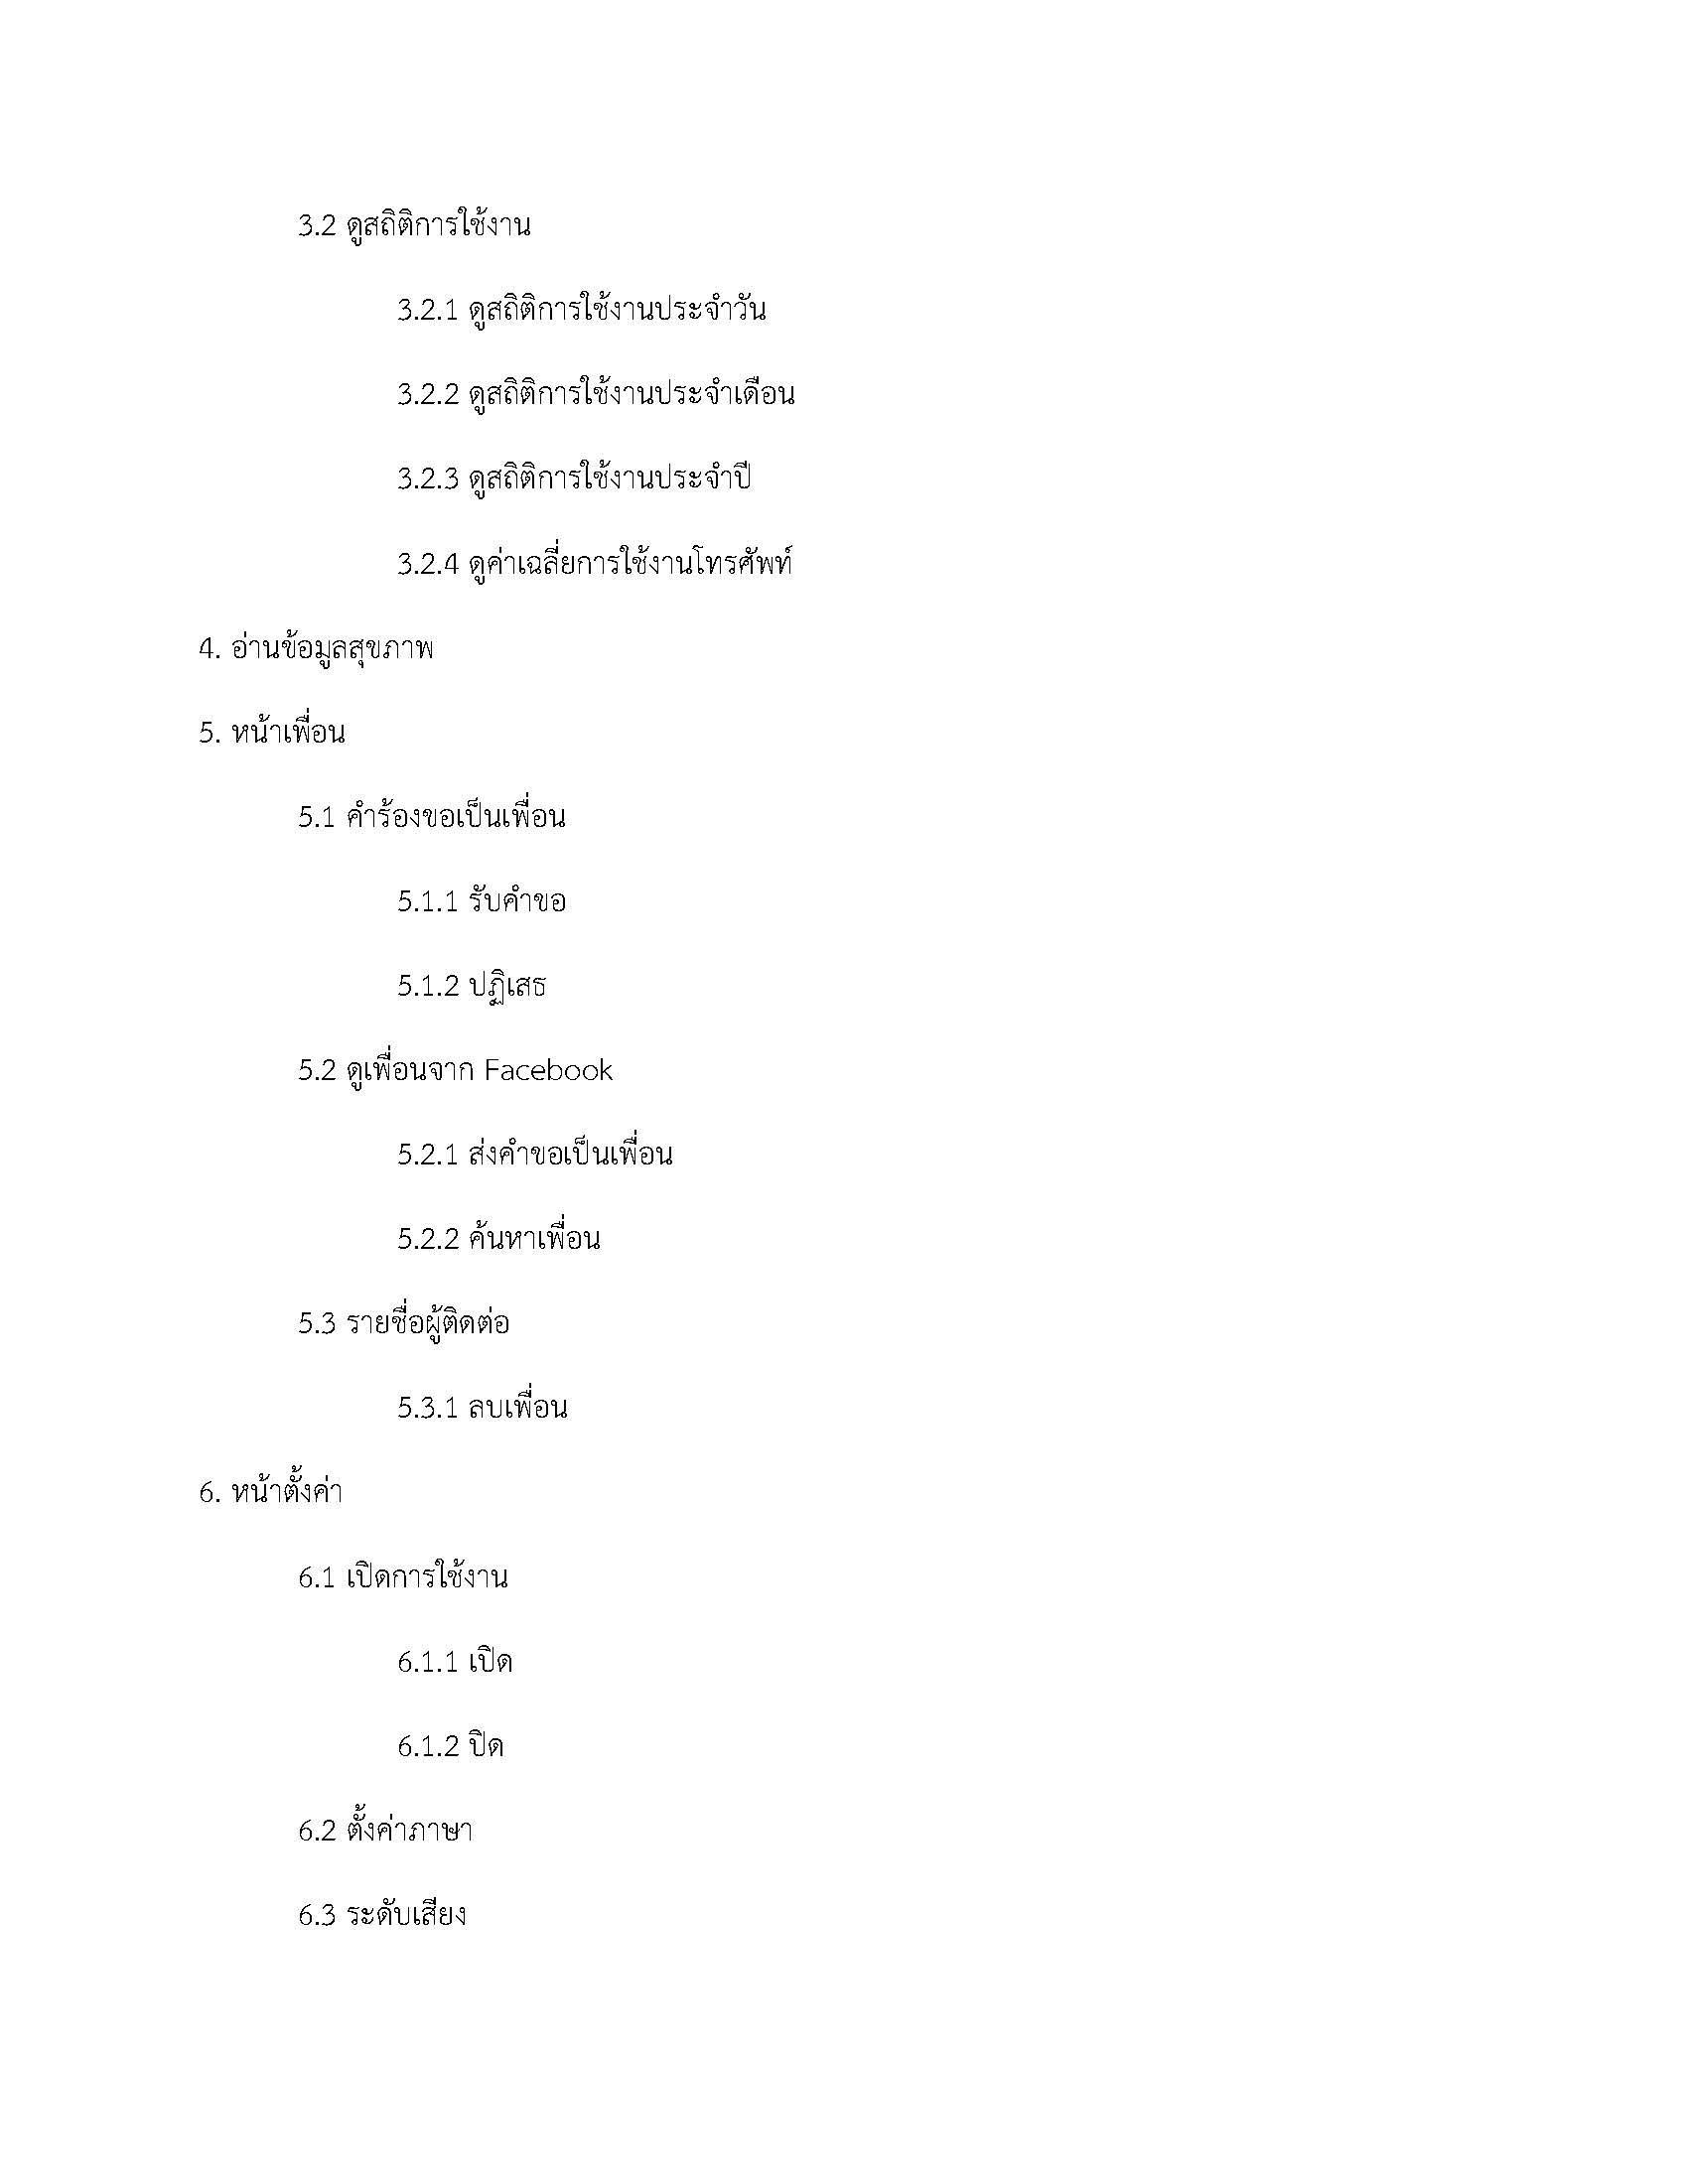 3.2 ดูสถิติการใช้งาน
3.2.1 ดูสถิติการใช้งานประจำวัน
3.2.2 ดูสถิติการใช้งานประจำเดือน
3.2.3 ดูสถิติการใช้งานประจำปี
3.2.4 ดูค่าเฉลี่ยการใช้งานโทรศัพท์
4. อ่านข้อมูลสุขภาพ
5. หน้าเพื่อน
5.1 คำร้องขอเป็นเพื่อน
5.1.1 รับคำขอ
5.1.2 ปฏิเสธ
5.2 ดูเพื่อนจาก Facebook
5.2.1 ส่งคำขอเป็นเพื่อน
5.2.2 ค้นหาเพื่อน
5.3 รายชื่อผู้ติดต่อ
5.3.1 ลบเพื่อน
6. หน้าตั้งค่า
6.1 เปิดการใช้งาน
6.1.1 เปิด
6.1.2 ปิด
6.2 ตั้งค่าภาษา
6.3 ระดับเสียง